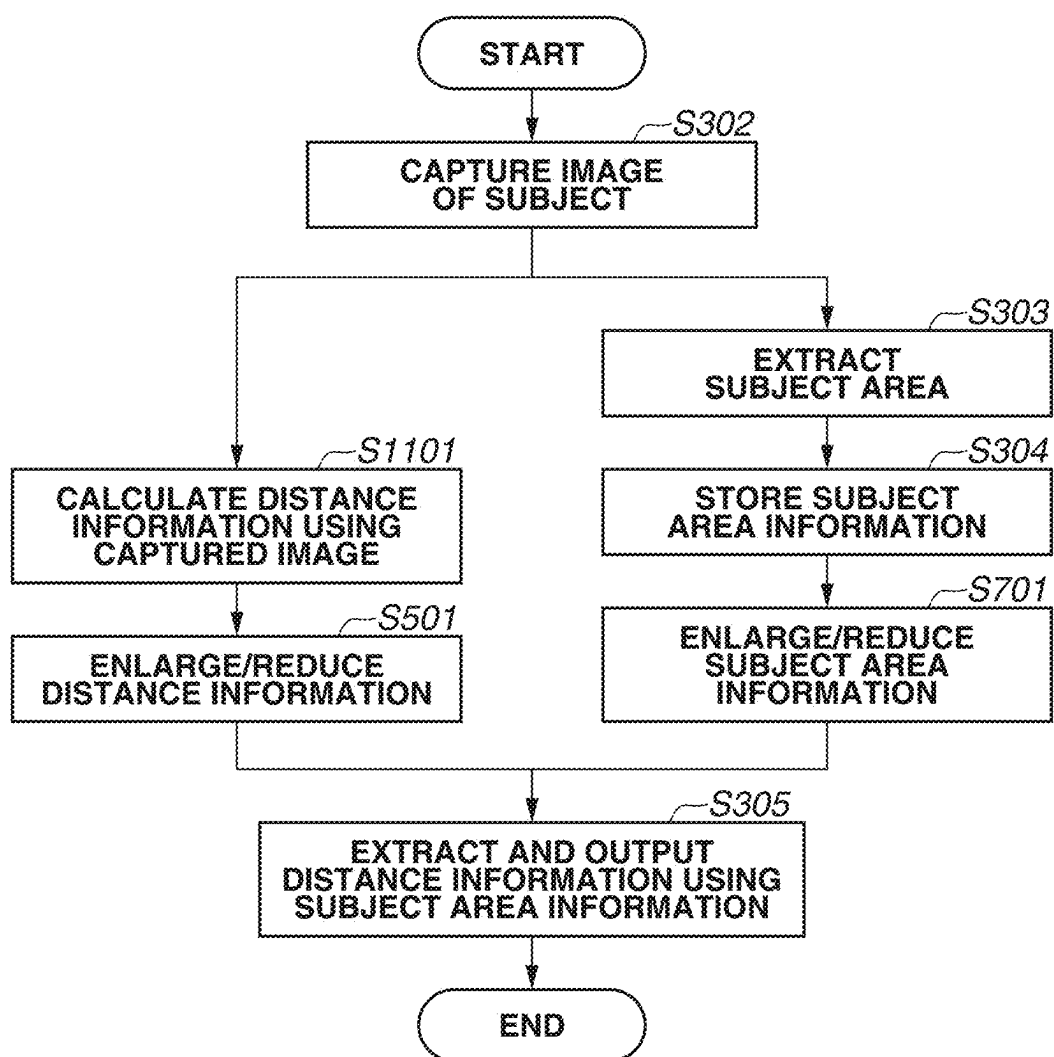 START
S302
CAPTURE IMAGE
OF SUBJECT
S303
EXTRACT
SUBJECT AREA
S1101
CALCULATE DISTANCE
INFORMATION USING
CAPTURED IMAGE
S304
STORE SUBJECT
AREA INFORMATION
S501
ENLARGE/REDUCE
DISTANCE INFORMATION
S701
ENLARGE/REDUCE
SUBJECT AREA
INFORMATION
S305
EXTRACT AND OUTPUT
DISTANCE INFORMATION USING
SUBJECT AREA INFORMATION
END